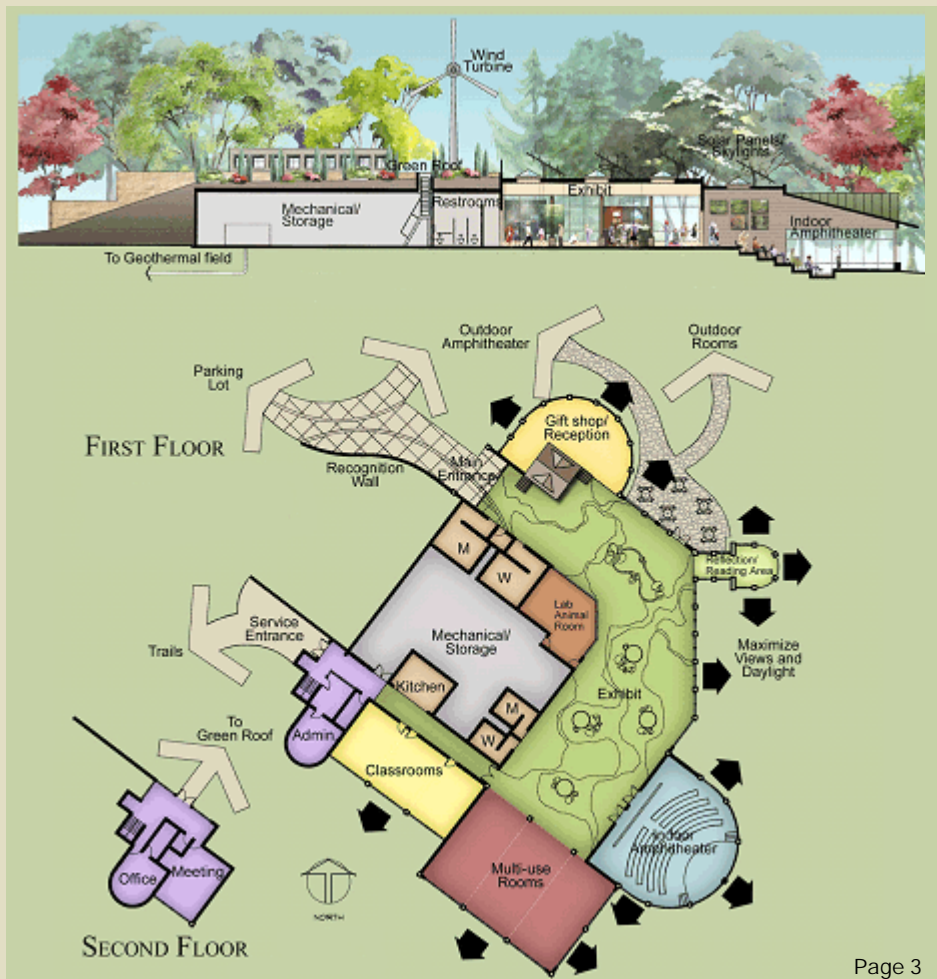 Wind
Turbine
Solar Panels/
Skylights
Green Roof
Exhibit
Mechanical/
Storage
Restrooms
Indoor
Amphitheater
To Geothermal field
Outdoor
Amphitheater
Outdoor
Rooms
Parking
Lot
Gift shop/
Reception
FIRST FLOOR
Recognition
Wall
Main
Entrance
M
W
Reflection/
Reading Area
Lab
Animal
Room
Service
Entrance
Mechanical/
Storage
Trails
Maximize
Views and
Daylight
Kitchen
Exhibit
M
W
To
Green Roof
Admin.
Classrooms
Indoor
Amphitheater
Office
Meeting
Multi-use
Rooms
NORTH
SECOND FLOOR
Page 3